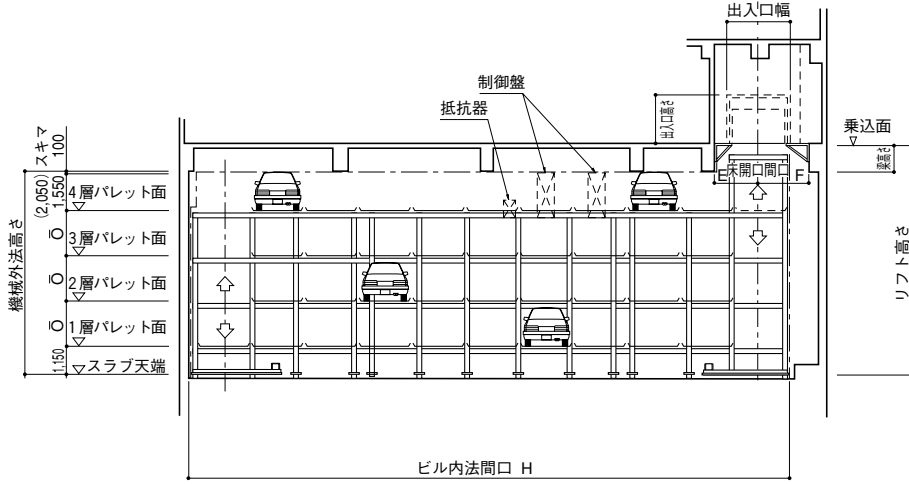 出入口幅
制御盤
抵抗器
出入口高さ
乗込面
スキマ
100
梁高さ
E
床開口間口
F
(2,050)
1,550
4層パレット面
O
3層パレット面
機械外法高さ
O
2層パレット面
リフト高さ
O
1層パレット面
1,150
スラブ天端
ビル内法間口 H